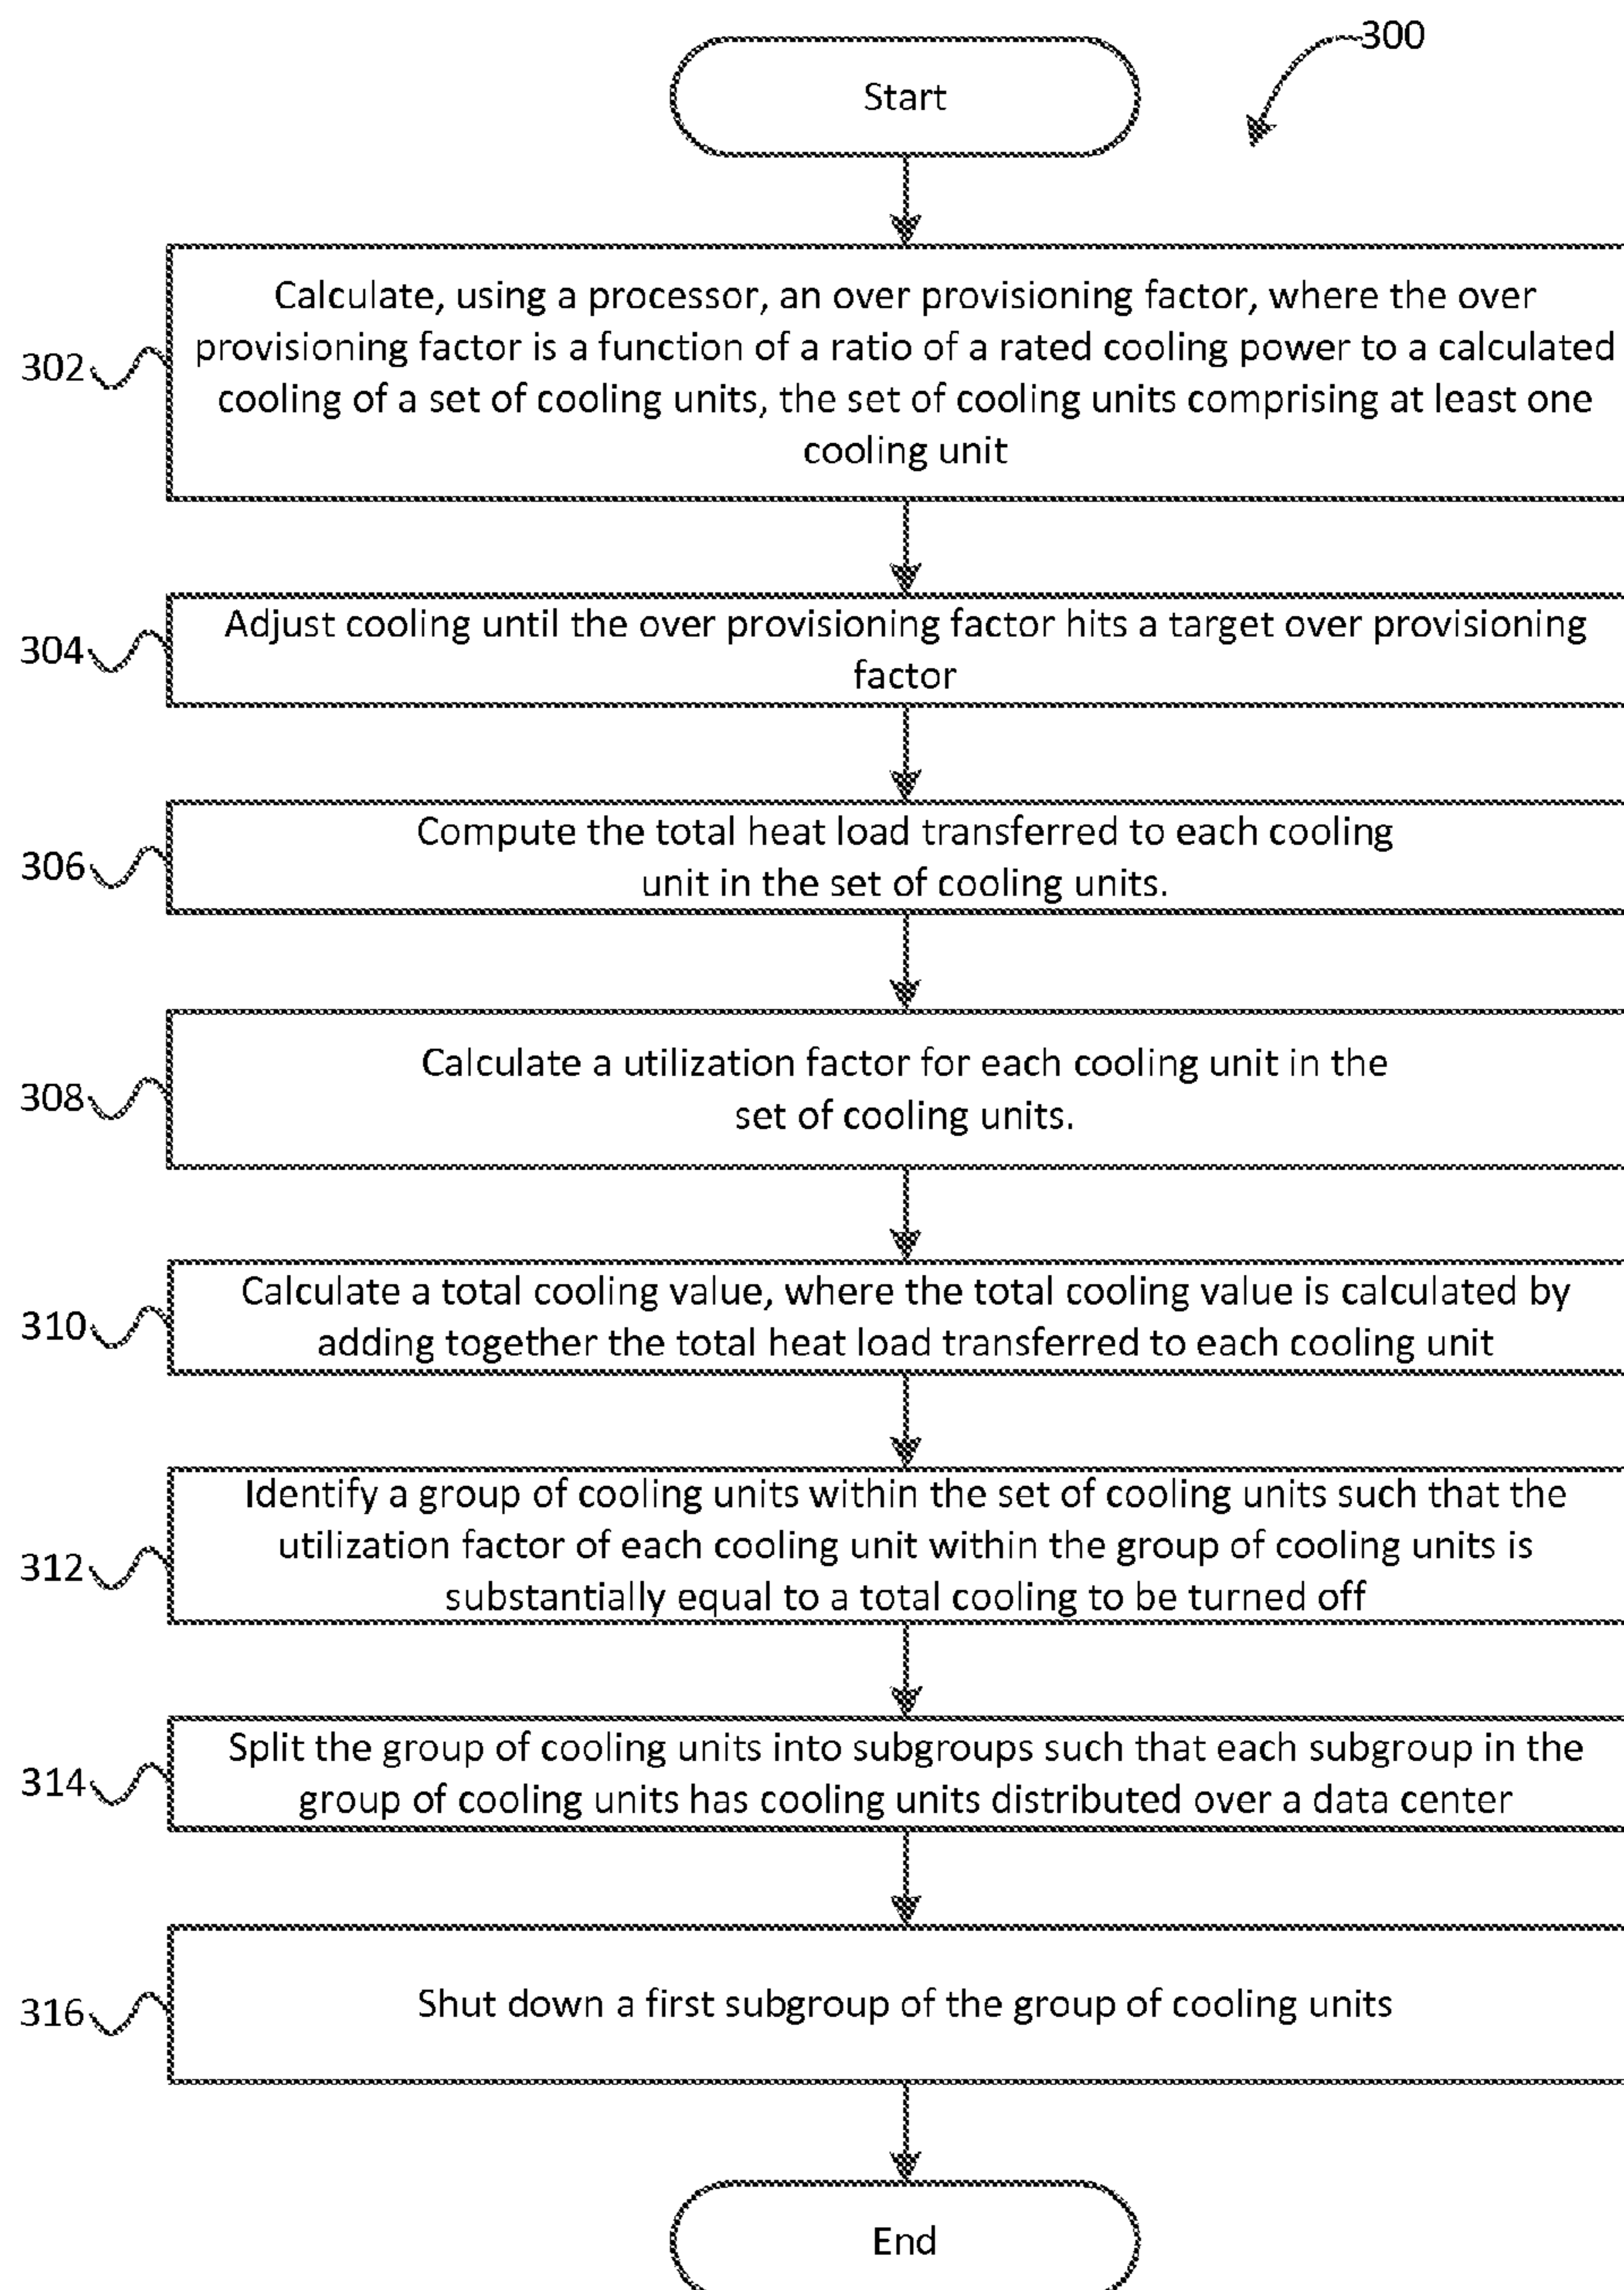 300
Start
302
Calculate, using a processor, an over provisioning factor, where the over
provisioning factor is a function of a ratio of a rated cooling power to a calculated
cooling of a set of cooling units, the set of cooling units comprising at least one
cooling unit
304
Adjust cooling until the over provisioning factor hits a target over provisioning
factor
306
Compute the total heat load transferred to each cooling
unit in the set of cooling units.
308
Calculate a utilization factor for each cooling unit in the
set of cooling units.
310
Calculate a total cooling value, where the total cooling value is calculated by
adding together the total heat load transferred to each cooling unit
312
Identify a group of cooling units within the set of cooling units such that the
utilization factor of each cooling unit within the group of cooling units is
substantially equal to a total cooling to be turned off
314
Split the group of cooling units into subgroups such that each subgroup in the
group of cooling units has cooling units distributed over a data center
316
Shut down a first subgroup of the group of cooling units
End